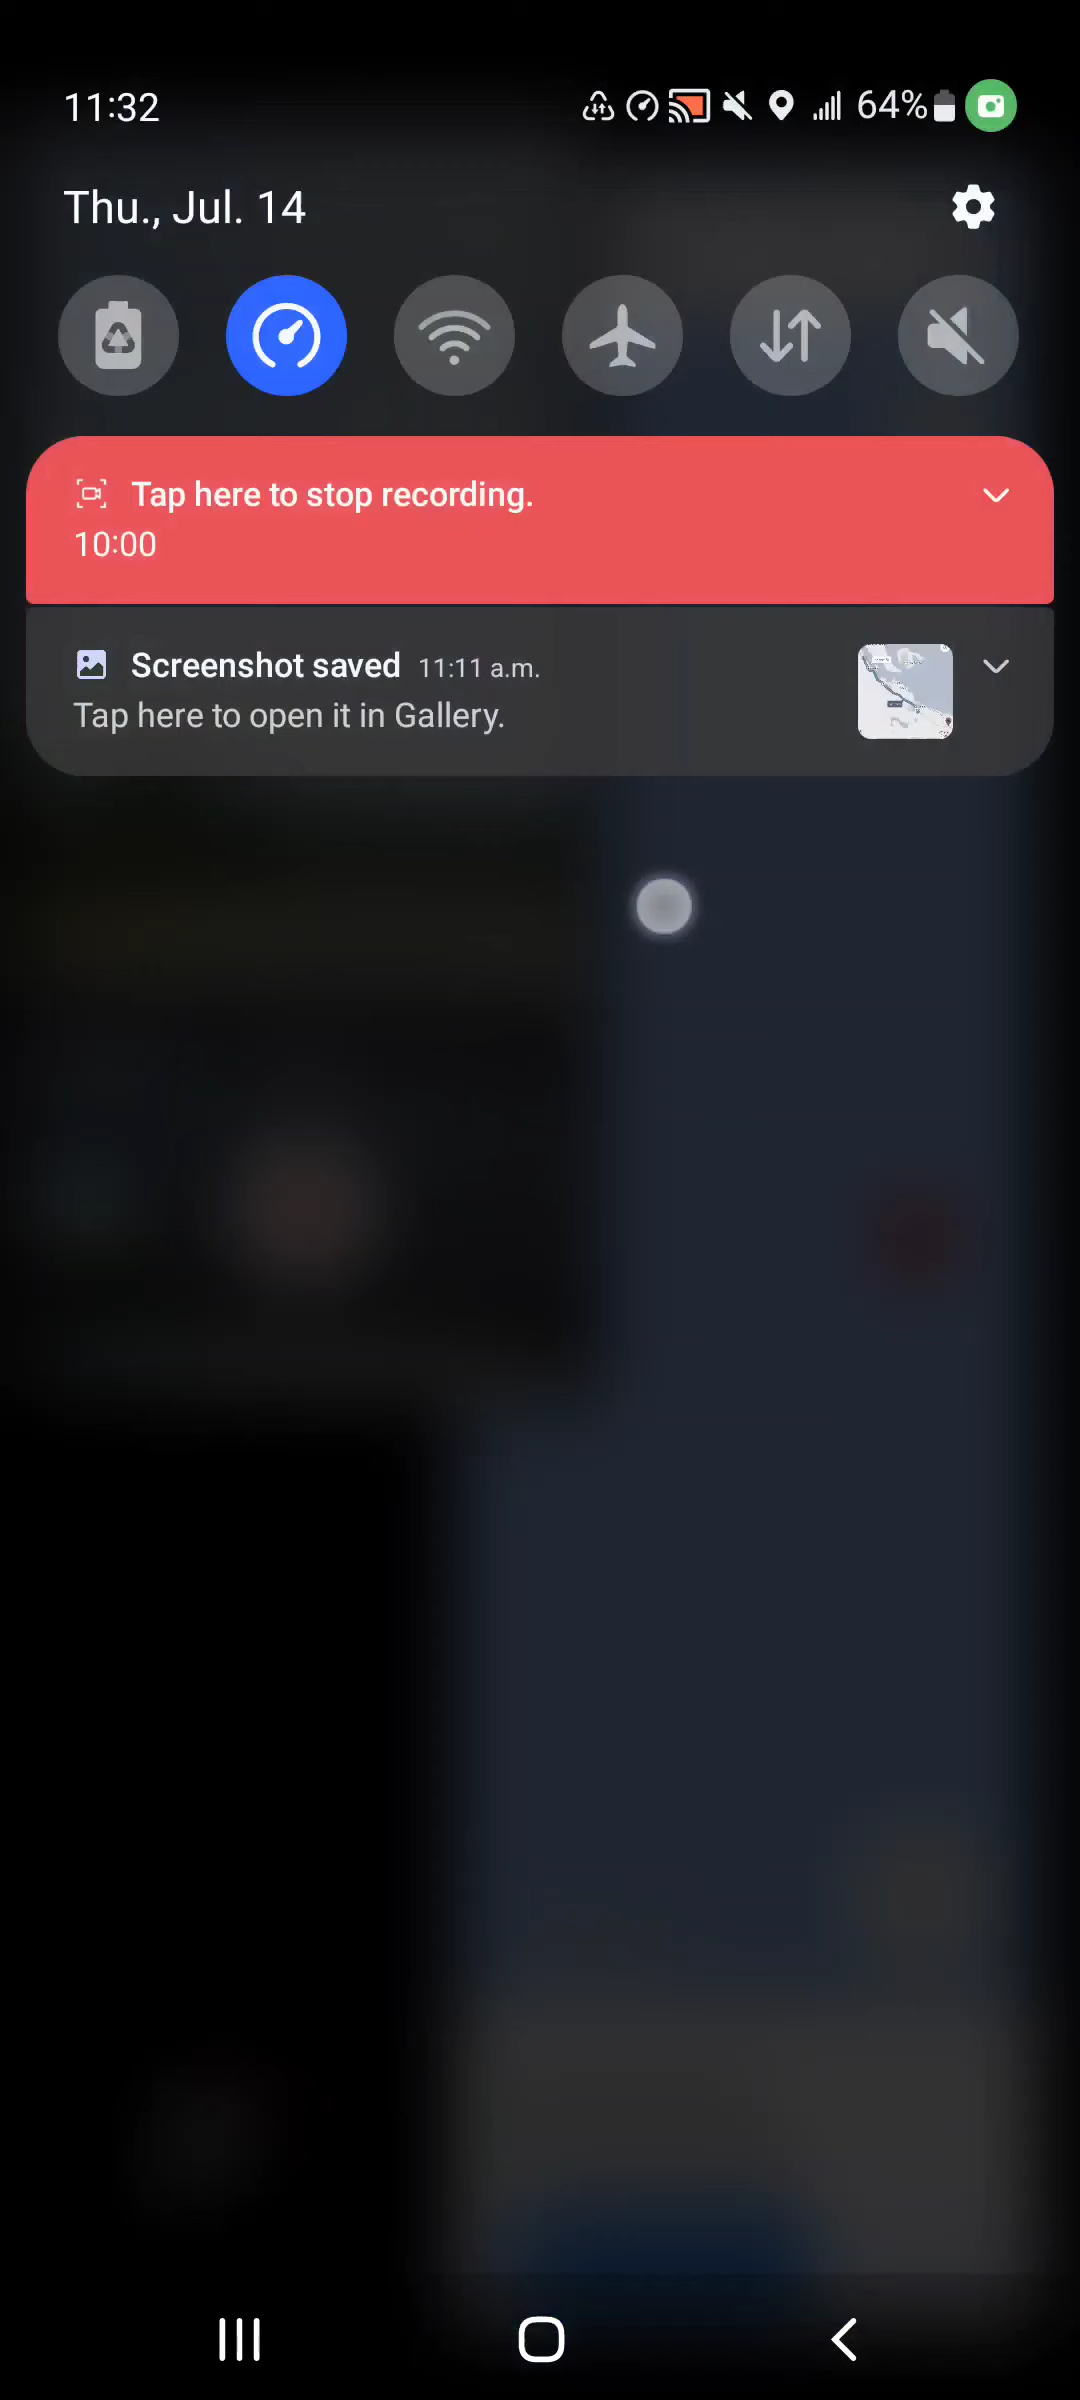 11:32
64%
Thu., Jul. 14
Tap here to stop recording.
10:00
Screenshot saved 11:11 a.m.
Tap here to open it in Gallery.